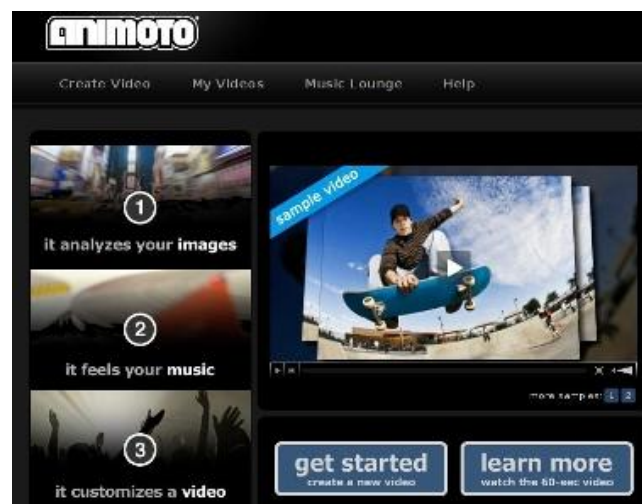 ANIMOTO
Create Video My Videos Music Lounge Help
1
it analyzes your images
2
it feels your music
3
it customizes a video
sample video
more samples: 1 2
get started
create a new video
learn more
watch the 60-sec video